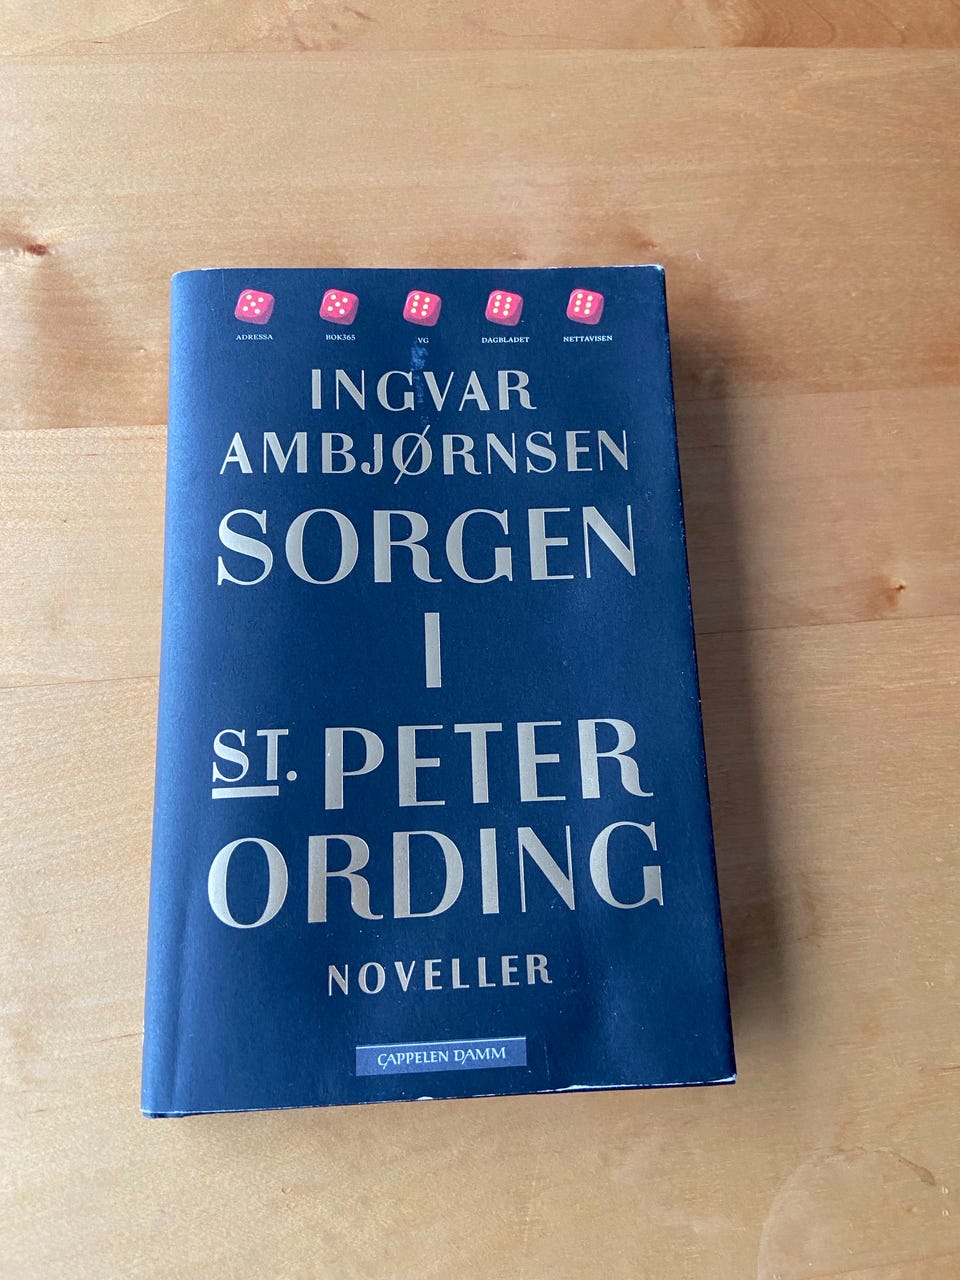 ADRESSA BOK365 VG DAGBLADET NETTAVISEN
INGVAR
AMBJØRNSEN
SORGEN
I
ST. PETER
ORDING
NOVELLER
CAPPELEN DAMM